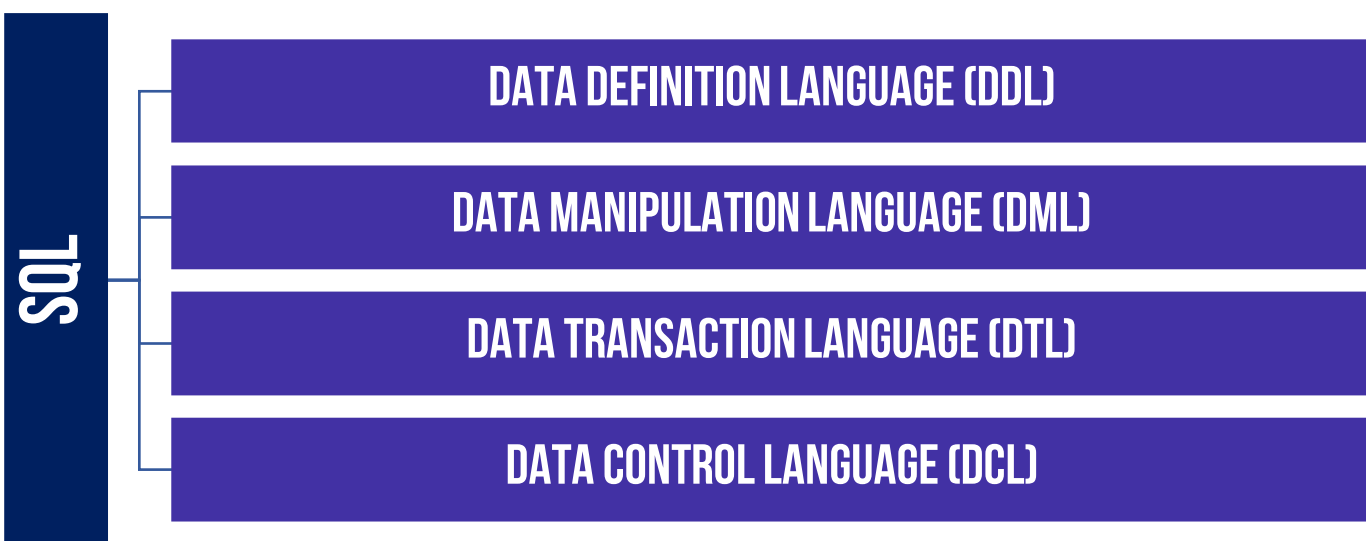 SQL
DATA DEFINITION LANGUAGE (DDL)
DATA MANIPULATION LANGUAGE (DML)
DATA TRANSACTION LANGUAGE (DTL)
DATA CONTROL LANGUAGE (DCL)